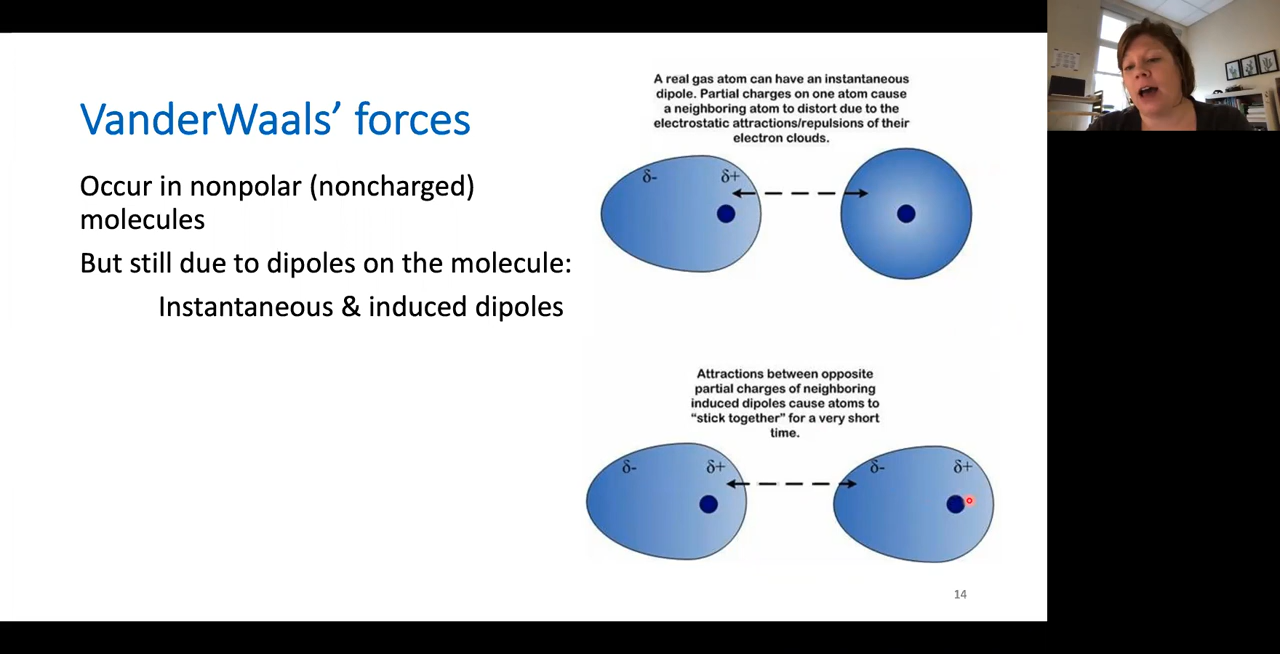 VanderWaals’ forces
Occur in nonpolar (noncharged)
molecules
But still due to dipoles on the molecule:
Instantaneous & induced dipoles
A real gas atom can have an instantaneous
dipole. Partial charges on one atom cause
a neighboring atom to distort due to the
electrostatic attractions/repulsions of their
electron clouds.
δ- δ+
Attractions between opposite
partial charges of neighboring
induced dipoles cause atoms to
“stick together” for a very short
time.
δ- δ+ δ- δ+
14